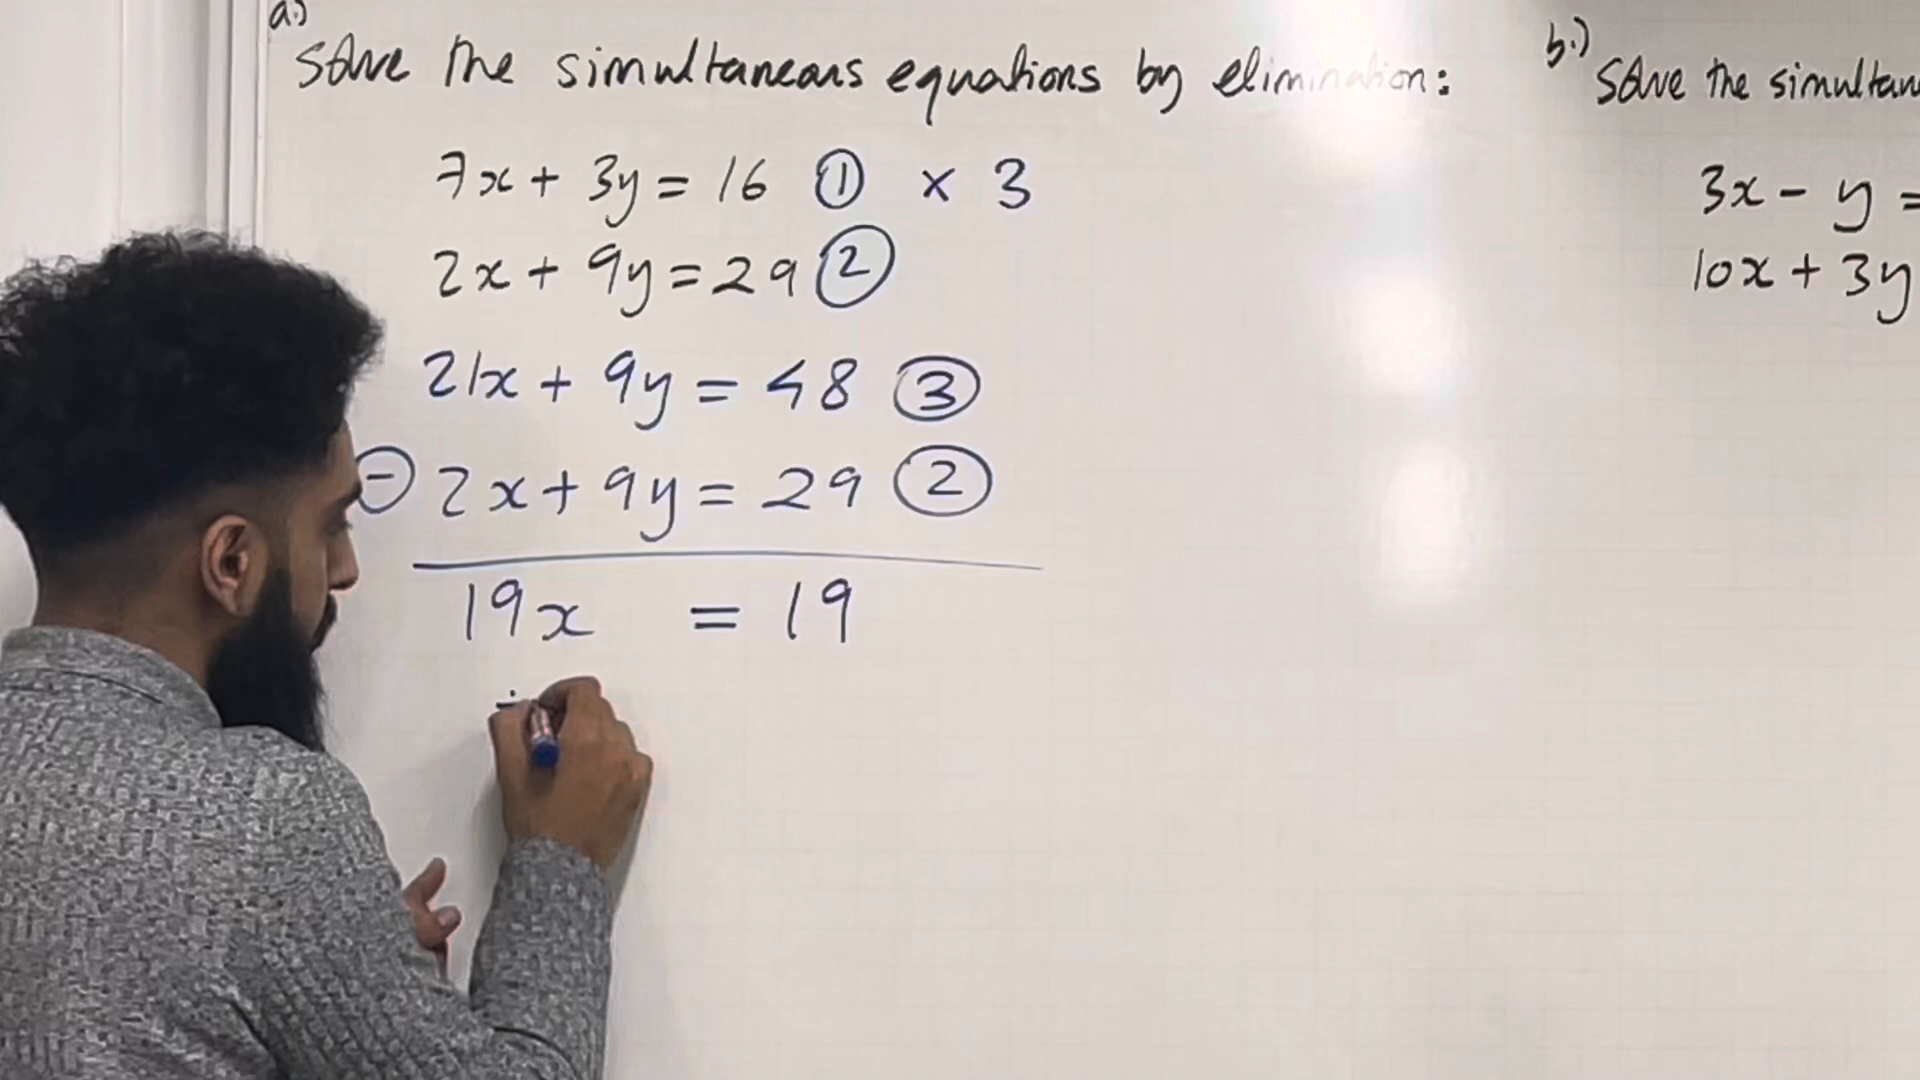 a.)
Solve the simultaneous equations by elimination:
7x + 3y = 16 ① × 3
2x + 9y = 29 ②
21x + 9y = 48 ③
⊖ 2x + 9y = 29 ②
19x = 19
÷
b.)
Solve the
3x - y =
10x + 3y